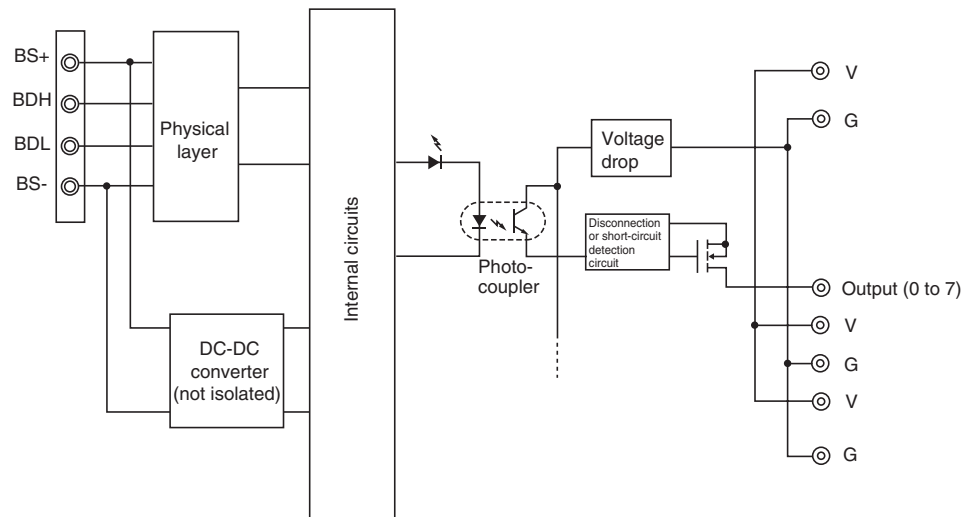 BS+
BDH
BDL
BS-
Physical
layer
DC-DC
converter
(not isolated)
Internal circuits
Photo-
coupler
Voltage
drop
Disconnection
or short-circuit
detection
circuit
V
G
Output (0 to 7)
V
G
V
G